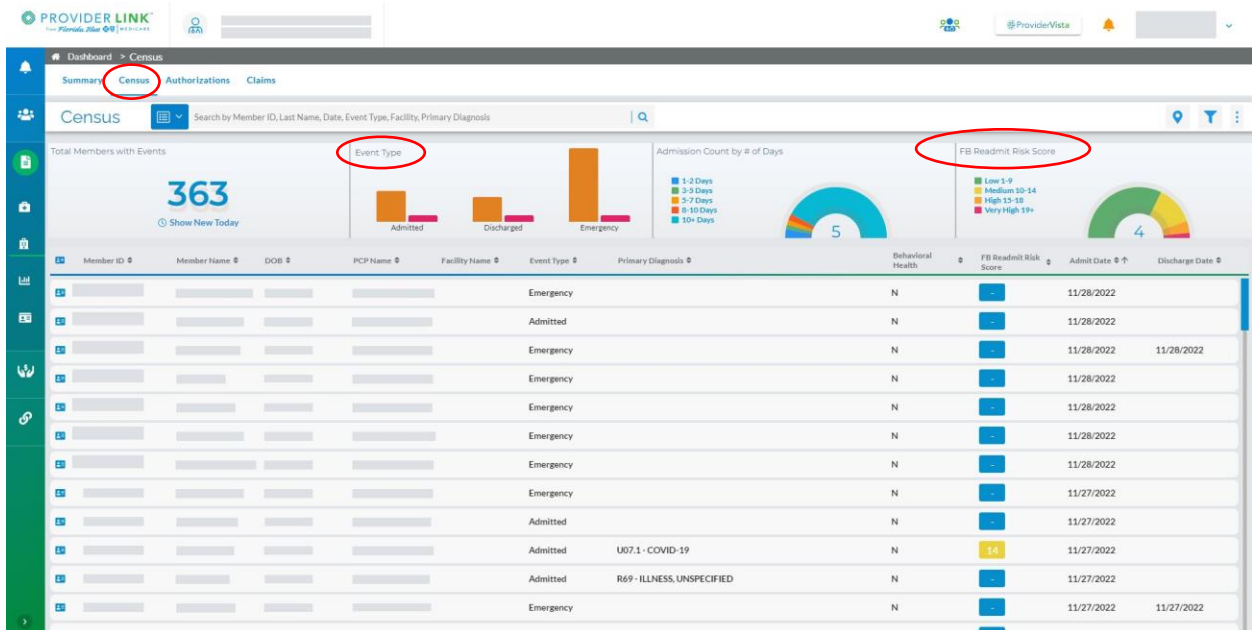 PROVIDER LINK
from Florida Blue MEDICARE
ProviderVista
Dashboard > Census
Summary Census Authorizations Claims
Census
Search by Member ID, Last Name, Date, Event Type, Facility, Primary Diagnosis
Total Members with Events
363
Show New Today
Event Type
Admitted Discharged Emergency
Admission Count by # of Days
1-2 Days
3-5 Days
5-7 Days
8-10 Days
10+ Days
5
FB Readmit Risk Score
Low 1-9
Medium 10-14
High 15-18
Very High 19+
4
Member ID Member Name DOB PCP Name Facility Name Event Type Primary Diagnosis Behavioral Health FB Readmit Risk Score Admit Date Discharge Date
Emergency N - 11/28/2022
Admitted N - 11/28/2022
Emergency N - 11/28/2022 11/28/2022
Emergency N - 11/28/2022
Emergency N - 11/28/2022
Emergency N - 11/28/2022
Emergency N - 11/28/2022
Emergency N - 11/27/2022
Admitted N - 11/27/2022
Admitted U07.1 - COVID-19 N 14 11/27/2022
Admitted R69 - ILLNESS, UNSPECIFIED N - 11/27/2022
Emergency N - 11/27/2022 11/27/2022